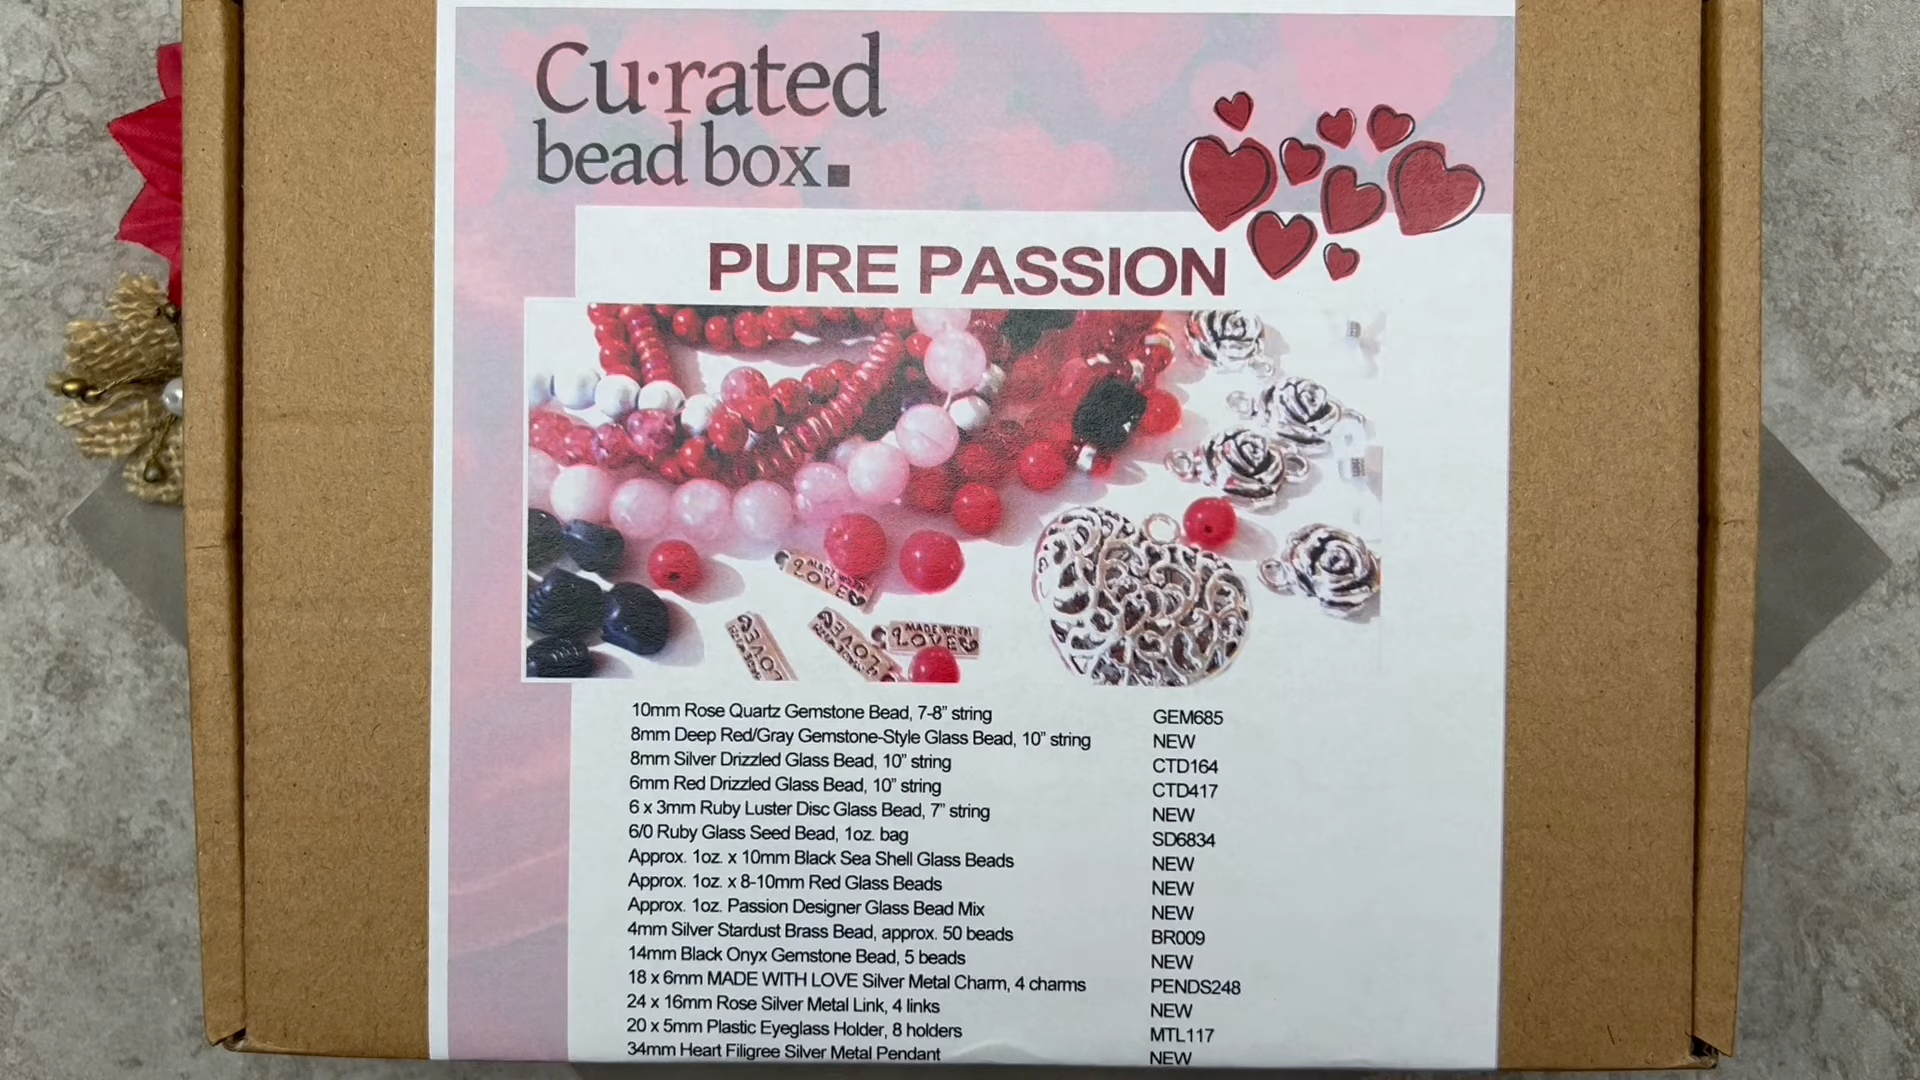 Cu·rated
bead box.
PURE PASSION
MADE WITH
LOVE
LOVE
LOVE
MADE WITH
LOVE
10mm Rose Quartz Gemstone Bead, 7-8” string GEM685
8mm Deep Red/Gray Gemstone-Style Glass Bead, 10” string NEW
8mm Silver Drizzled Glass Bead, 10” string CTD164
6mm Red Drizzled Glass Bead, 10” string CTD417
6 x 3mm Ruby Luster Disc Glass Bead, 7” string NEW
6/0 Ruby Glass Seed Bead, 1oz. bag SD6834
Approx. 1oz. x 10mm Black Sea Shell Glass Beads NEW
Approx. 1oz. x 8-10mm Red Glass Beads NEW
Approx. 1oz. Passion Designer Glass Bead Mix NEW
4mm Silver Stardust Brass Bead, approx. 50 beads BR009
14mm Black Onyx Gemstone Bead, 5 beads NEW
18 x 6mm MADE WITH LOVE Silver Metal Charm, 4 charms PENDS248
24 x 16mm Rose Silver Metal Link, 4 links NEW
20 x 5mm Plastic Eyeglass Holder, 8 holders MTL117
34mm Heart Filigree Silver Metal Pendant NEW